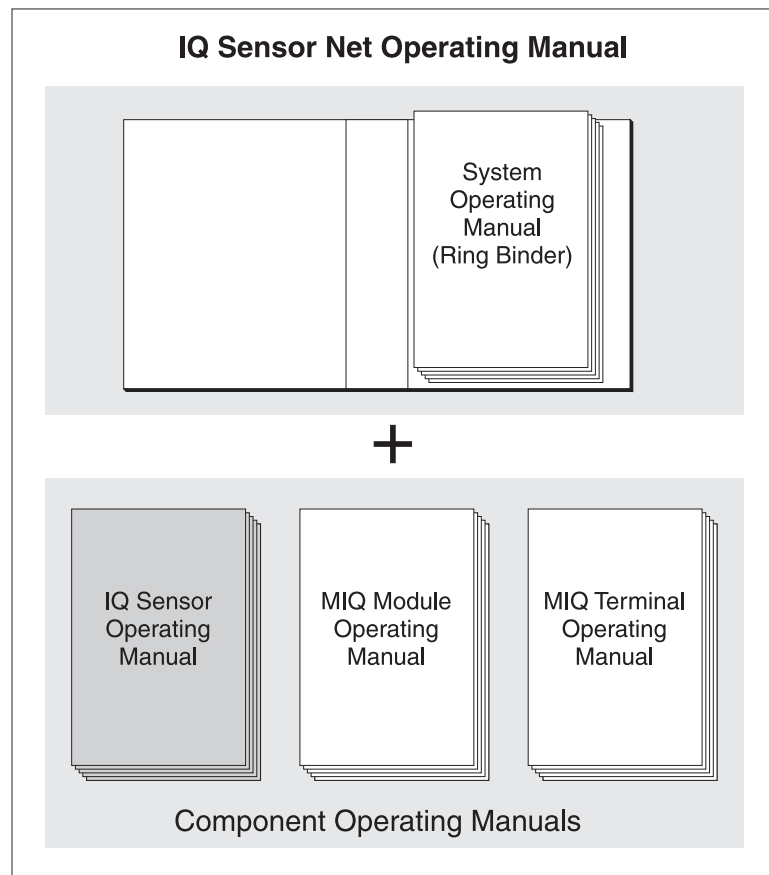 IQ Sensor Net Operating Manual
System
Operating
Manual
(Ring Binder)
+
IQ Sensor
Operating
Manual
MIQ Module
Operating
Manual
MIQ Terminal
Operating
Manual
Component Operating Manuals